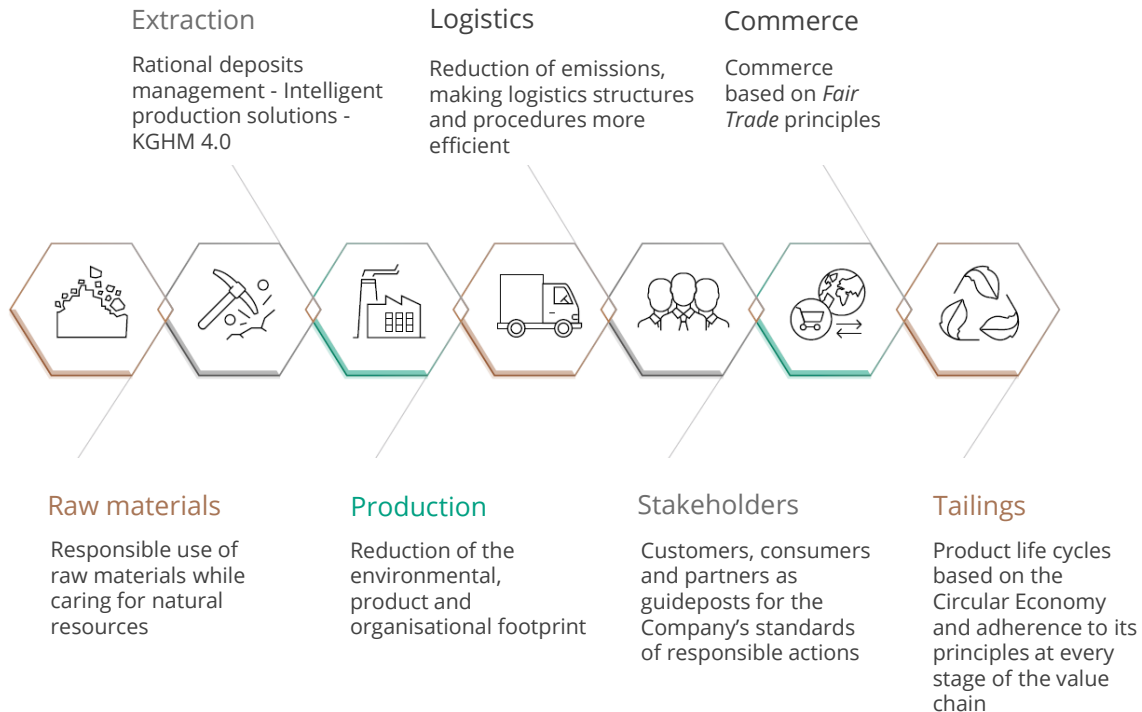 Extraction
Rational deposits
management - Intelligent
production solutions -
KGHM 4.0
Logistics
Reduction of emissions,
making logistics structures
and procedures more
efficient
Commerce
Commerce
based on Fair
Trade principles
Raw materials
Responsible use of
raw materials while
caring for natural
resources
Production
Reduction of the
environmental,
product and
organisational footprint
Stakeholders
Customers, consumers
and partners as
guideposts for the
Company’s standards
of responsible actions
Tailings
Product life cycles
based on the
Circular Economy
and adherence to its
principles at every
stage of the value
chain